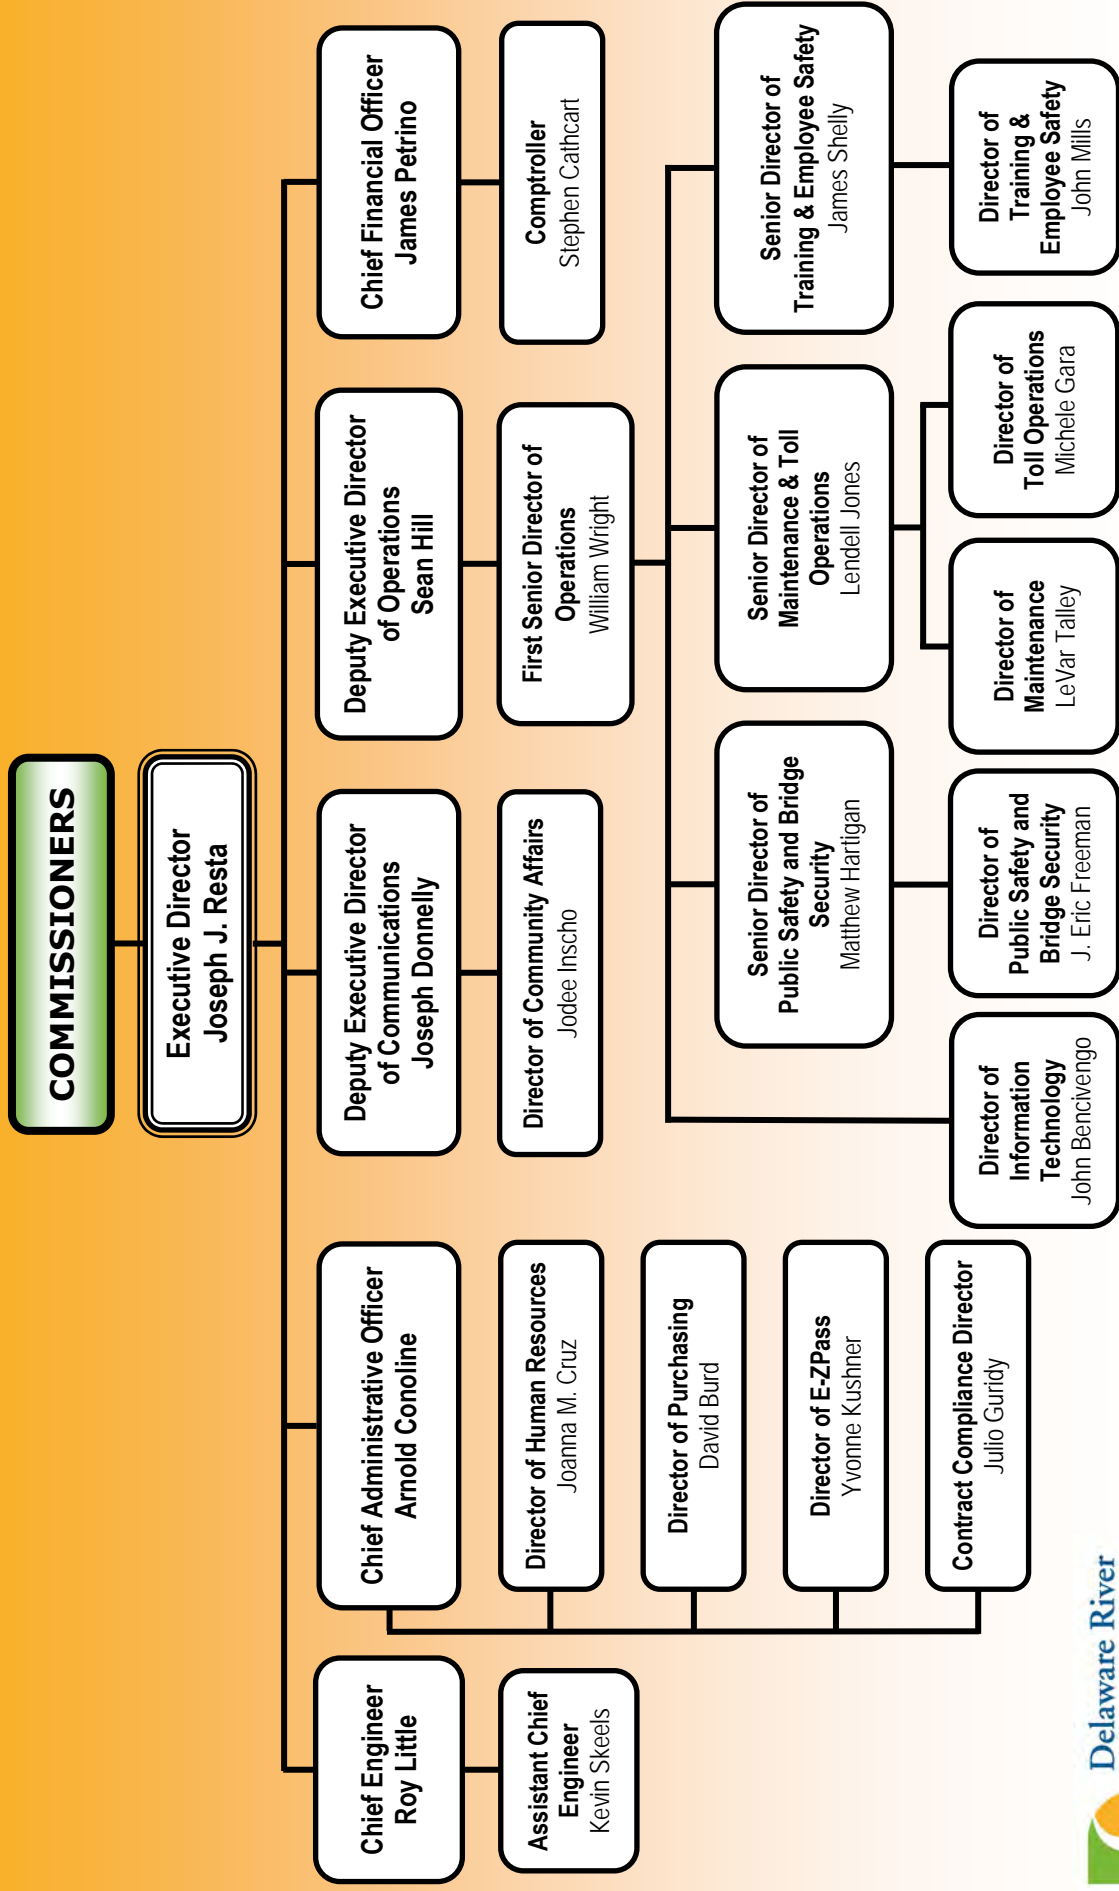 COMMISSIONERS
Executive Director
Joseph J. Resta
Chief Engineer
Roy Little
Assistant Chief
Engineer
Kevin Skeels
Chief Administrative Officer
Arnold Conoline
Director of Human Resources
Joanna M. Cruz
Director of Purchasing
David Burd
Director of E-ZPass
Yvonne Kushner
Contract Compliance Director
Julio Guridy
Deputy Executive Director
of Communications
Joseph Donnelly
Director of Community Affairs
Jodee Inscho
Deputy Executive Director
of Operations
Sean Hill
First Senior Director of
Operations
William Wright
Chief Financial Officer
James Petrino
Comptroller
Stephen Cathcart
Senior Director of
Public Safety and Bridge
Security
Matthew Hartigan
Senior Director of
Maintenance & Toll
Operations
Lendell Jones
Senior Director of
Training & Employee Safety
James Shelly
Director of
Information
Technology
John Bencivengo
Director of
Public Safety and
Bridge Security
J. Eric Freeman
Director of
Maintenance
LeVar Talley
Director of
Toll Operations
Michele Gara
Director of
Training &
Employee Safety
John Mills
Delaware River